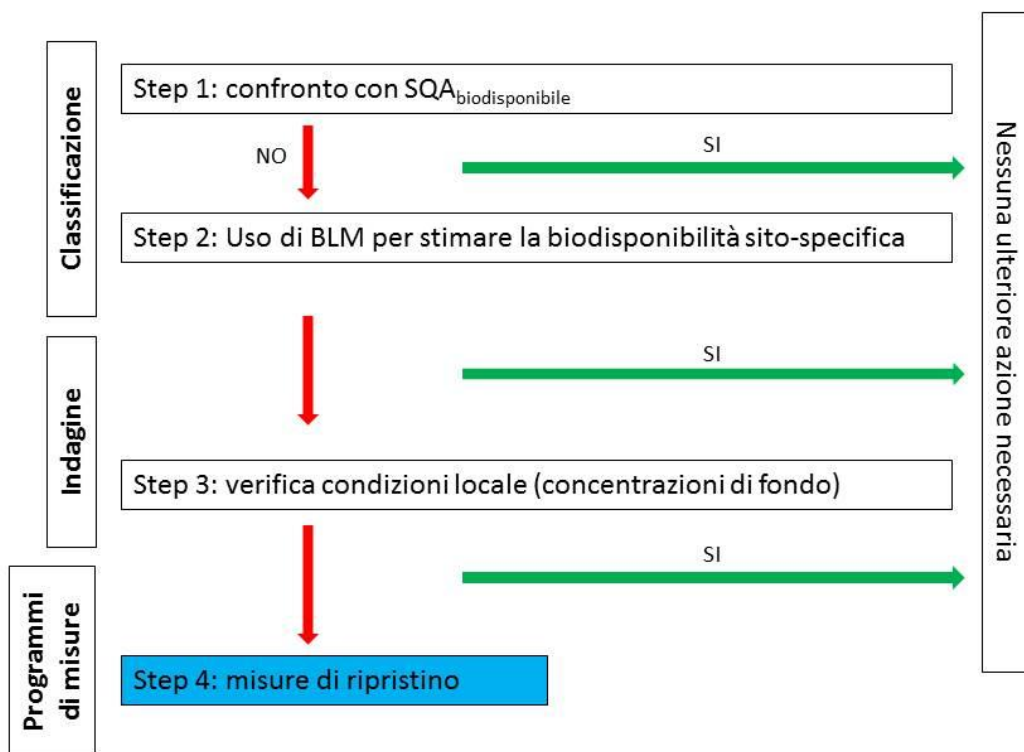 Classificazione
Step 1: confronto con SQAbiodisponibile
NO
SI
Step 2: Uso di BLM per stimare la biodisponibilità sito-specifica
Indagine
SI
Step 3: verifica condizioni locale (concentrazioni di fondo)
SI
Programmi
di misure
Step 4: misure di ripristino
Nessuna ulteriore azione necessaria